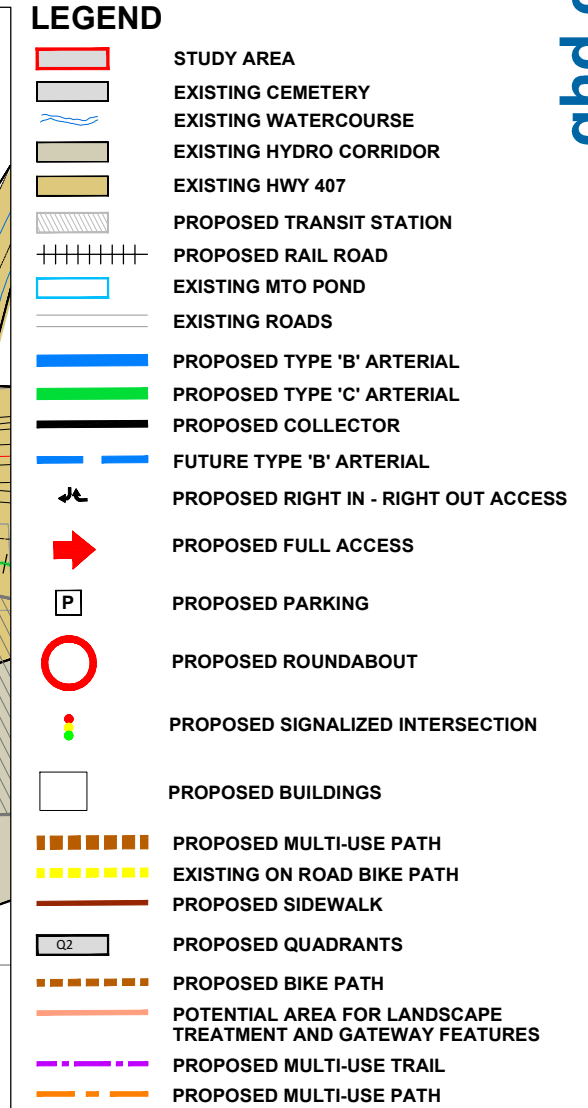 LEGEND
STUDY AREA
EXISTING CEMETERY
EXISTING WATERCOURSE
EXISTING HYDRO CORRIDOR
EXISTING HWY 407
PROPOSED TRANSIT STATION
PROPOSED RAIL ROAD
EXISTING MTO POND
EXISTING ROADS
PROPOSED TYPE 'B' ARTERIAL
PROPOSED TYPE 'C' ARTERIAL
PROPOSED COLLECTOR
FUTURE TYPE 'B' ARTERIAL
PROPOSED RIGHT IN - RIGHT OUT ACCESS
PROPOSED FULL ACCESS
P PROPOSED PARKING
PROPOSED ROUNDABOUT
PROPOSED SIGNALIZED INTERSECTION
PROPOSED BUILDINGS
PROPOSED MULTI-USE PATH
EXISTING ON ROAD BIKE PATH
PROPOSED SIDEWALK
Q2 PROPOSED QUADRANTS
PROPOSED BIKE PATH
POTENTIAL AREA FOR LANDSCAPE
TREATMENT AND GATEWAY FEATURES
PROPOSED MULTI-USE TRAIL
PROPOSED MULTI-USE PATH